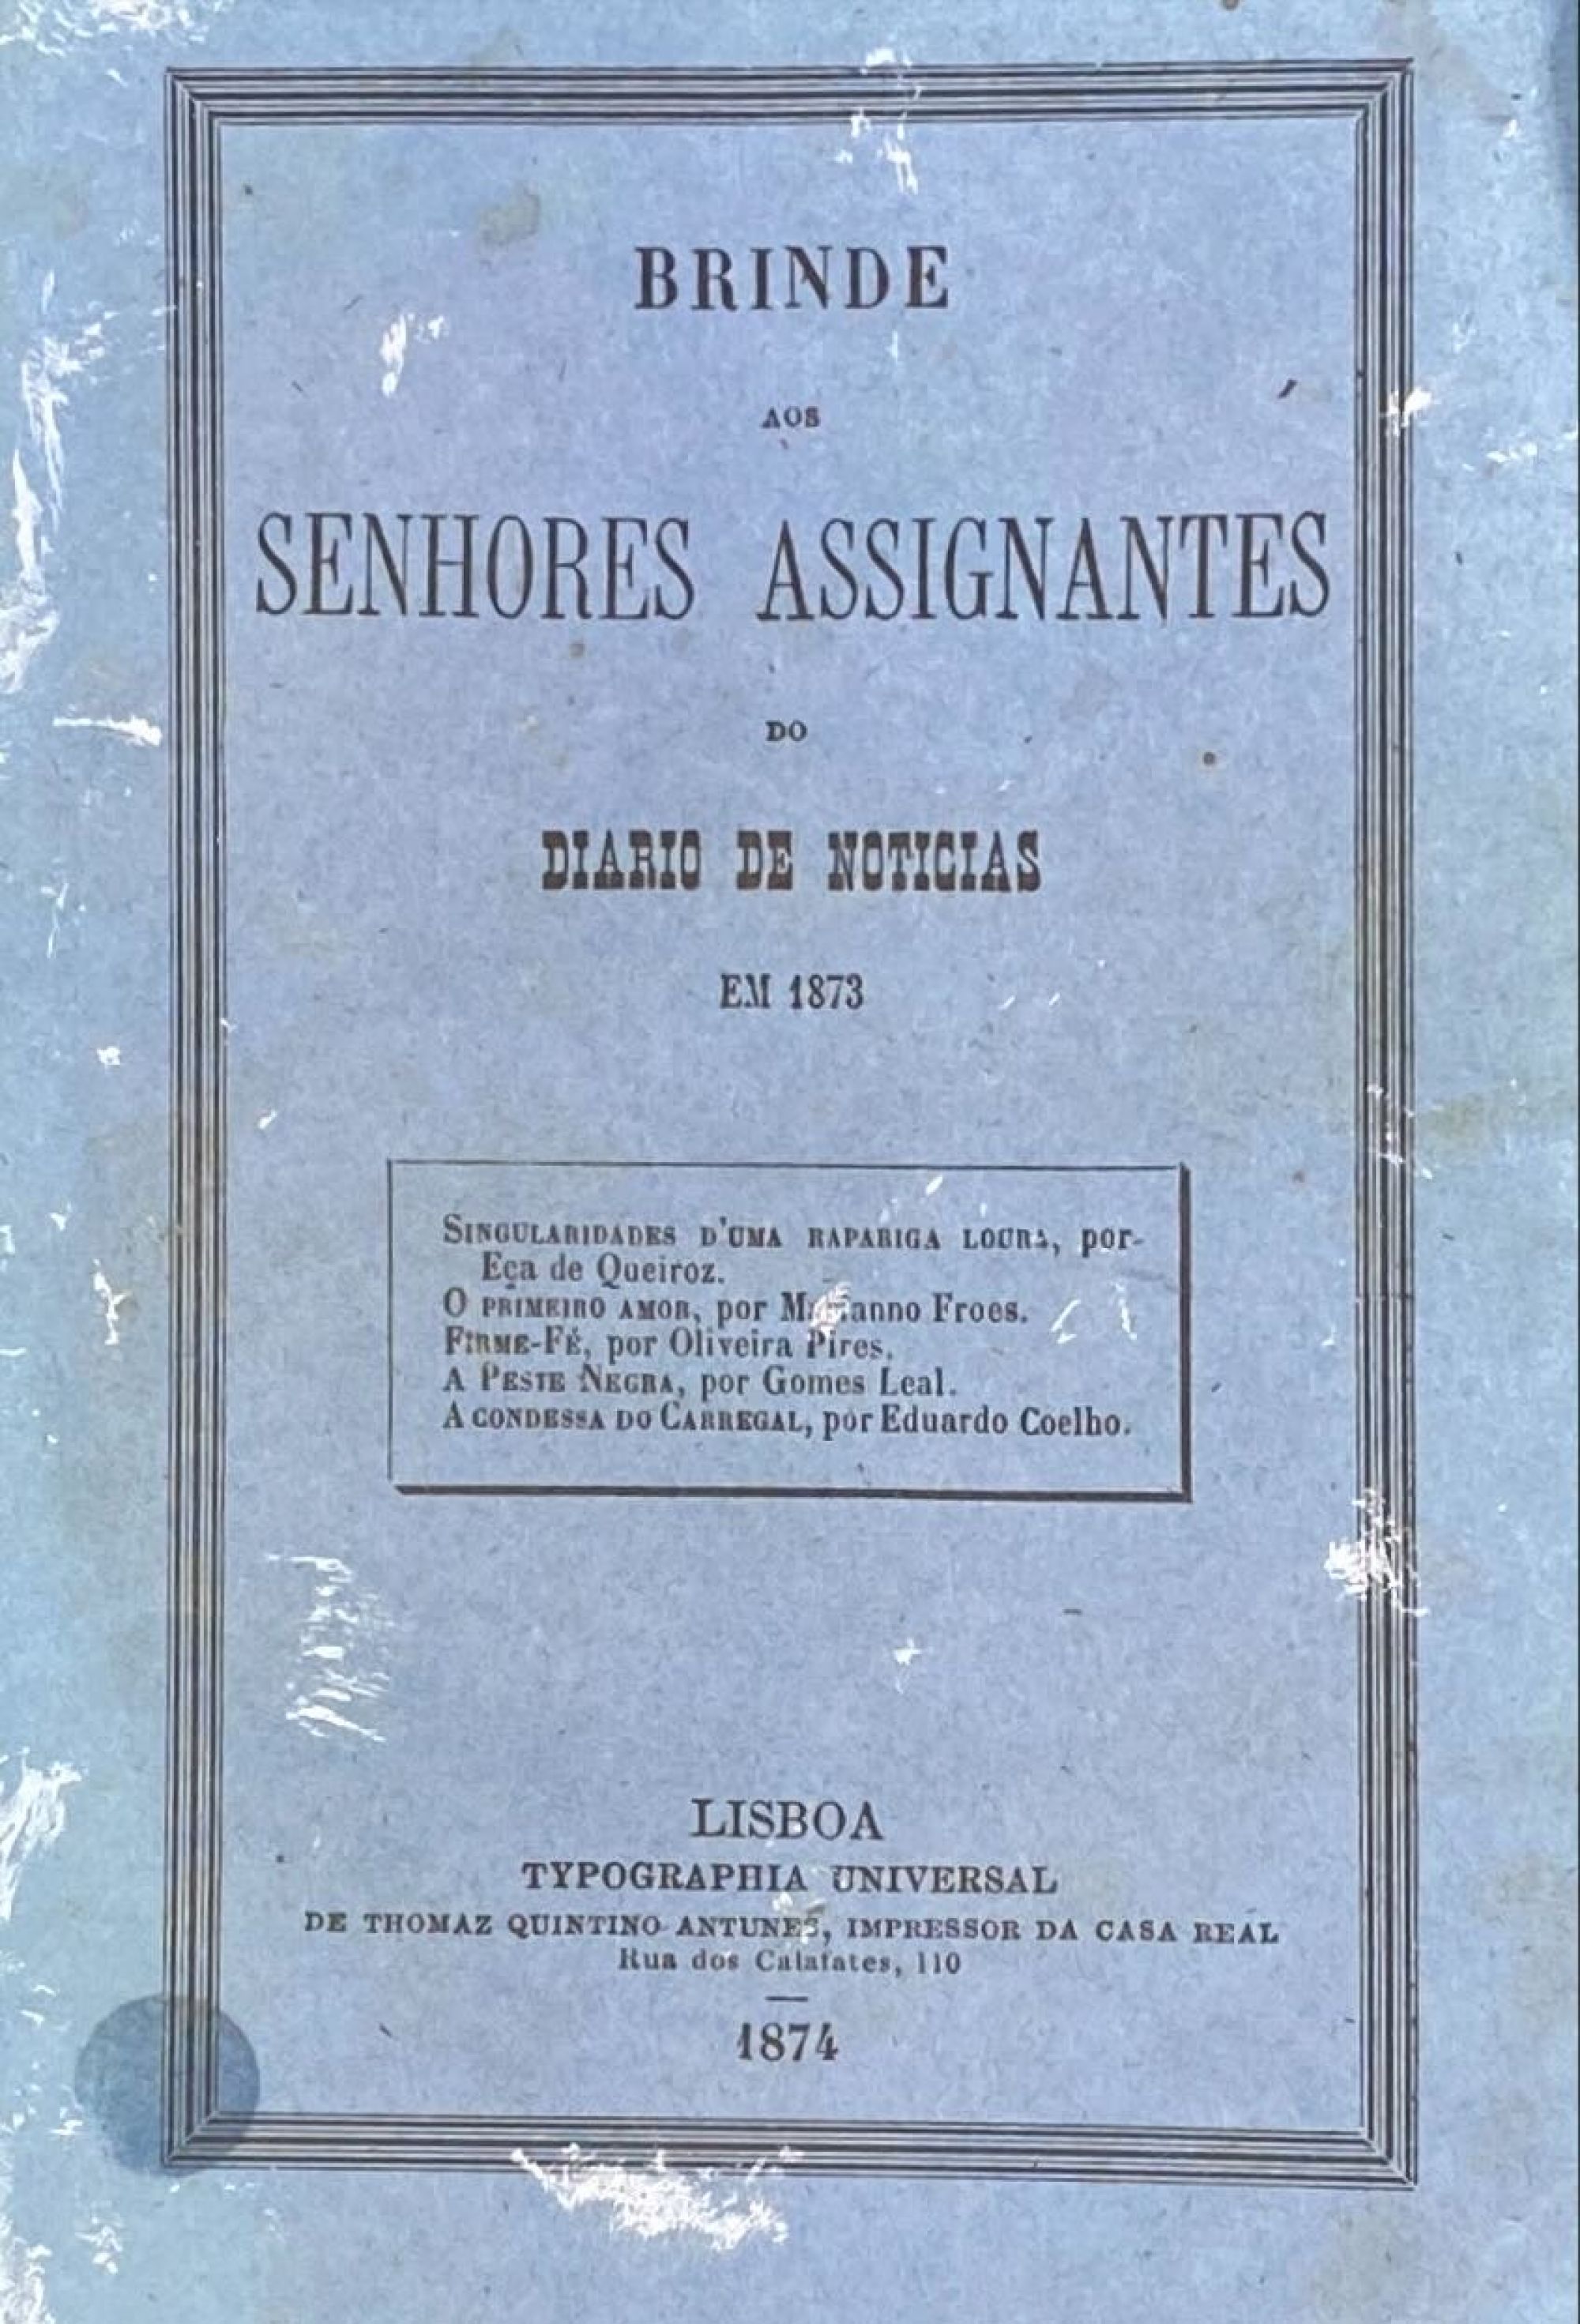 BRINDE
AOS
SENHORES ASSIGNANTES
DO
DIARIO DE NOTICIAS
EM 1873
SINGULARIDADES D'UMA RAPARIGA LOURA, por
Eça de Queiroz.
O PRIMEIRO AMOR, por Marianno Froes.
FIRME-FÉ, por Oliveira Pires.
A PESTE NEGRA, por Gomes Leal.
A CONDESSA DO CARREGAL, por Eduardo Coelho.
LISBOA
TYPOGRAPHIA UNIVERSAL
DE THOMAZ QUINTINO ANTUNES, IMPRESSOR DA CASA REAL
Rua dos Calafates, 110
1874